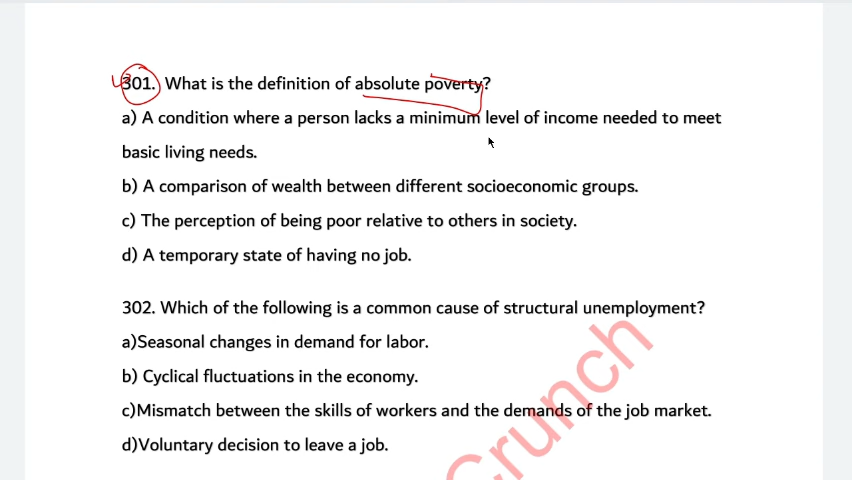 301. What is the definition of absolute poverty?
a) A condition where a person lacks a minimum level of income needed to meet
basic living needs.
b) A comparison of wealth between different socioeconomic groups.
c) The perception of being poor relative to others in society.
d) A temporary state of having no job.
302. Which of the following is a common cause of structural unemployment?
a)Seasonal changes in demand for labor.
b) Cyclical fluctuations in the economy.
c)Mismatch between the skills of workers and the demands of the job market.
d)Voluntary decision to leave a job.
Crunch